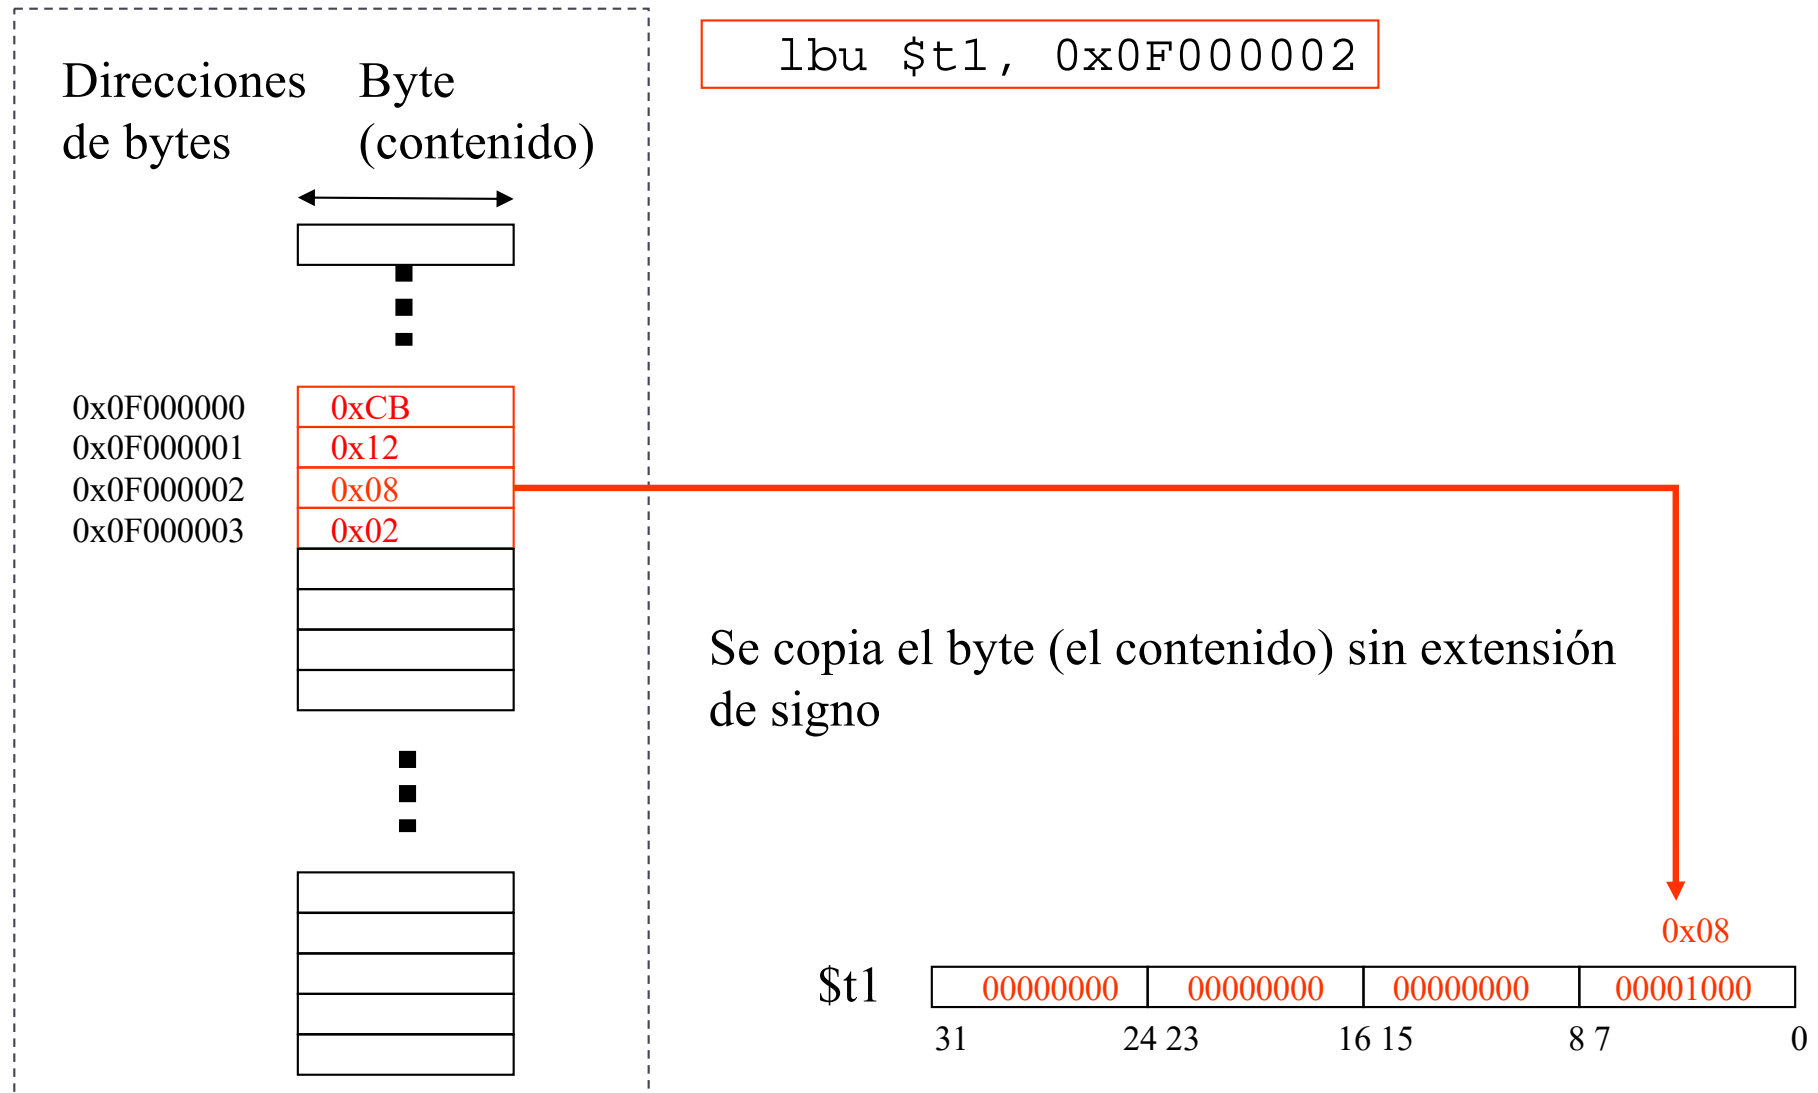 lbu $t1, 0x0F000002
Direcciones
de bytes
Byte
(contenido)
0x0F000000 0xCB
0x0F000001 0x12
0x0F000002 0x08
0x0F000003 0x02
Se copia el byte (el contenido) sin extensión
de signo
0x08
$t1 00000000 00000000 00000000 00001000
31 24 23 16 15 8 7 0